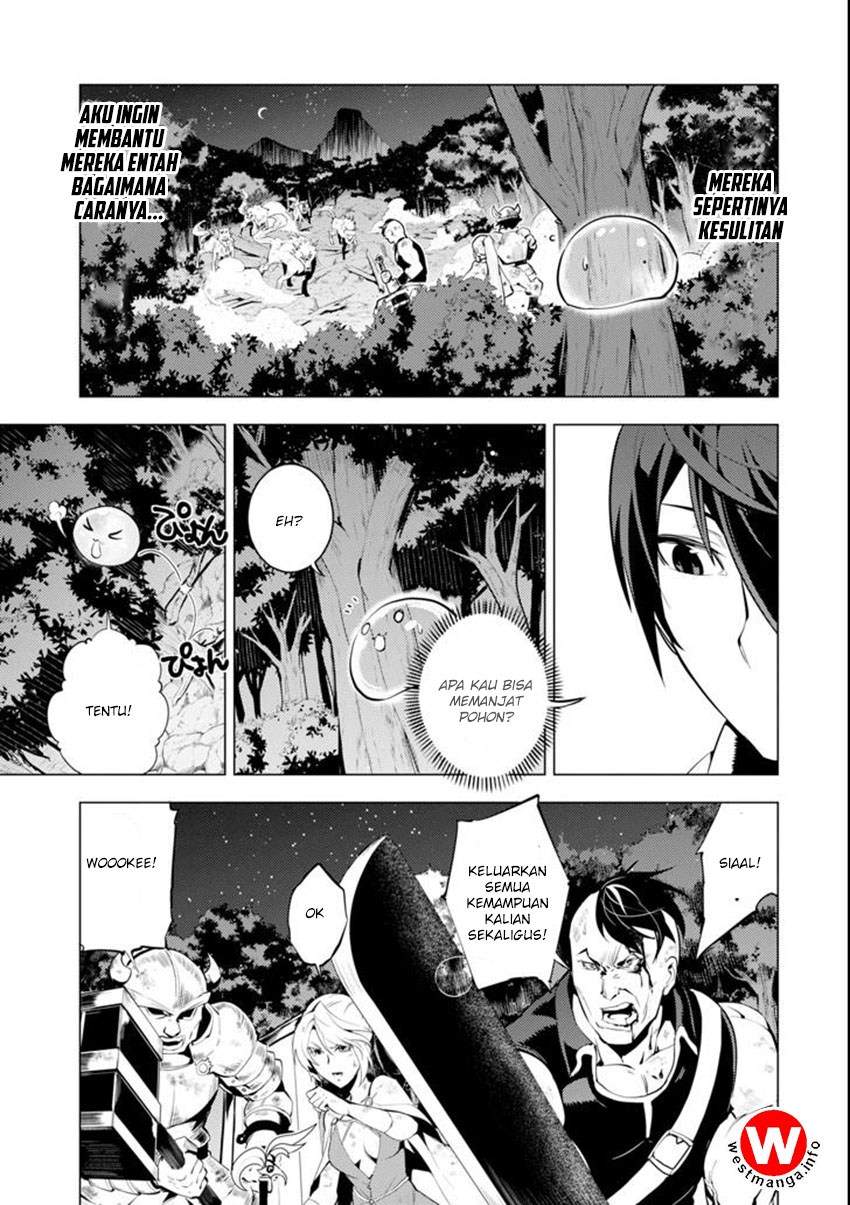 MEREKA
SEPERTINYA
KESULITAN
AKU INGIN
MEMBANTU
MEREKA ENTAH
BAGAIMANA
CARANYA...
APA KAU BISA
MEMANJAT
POHON?
EH?
ぴょん
ぴょん
TENTU!
SIAAL!
KELUARKAN
SEMUA
KEMAMPUAN
KALIAN
SEKALIGUS!
OK
WOOOKEE!
W
westmanga.info